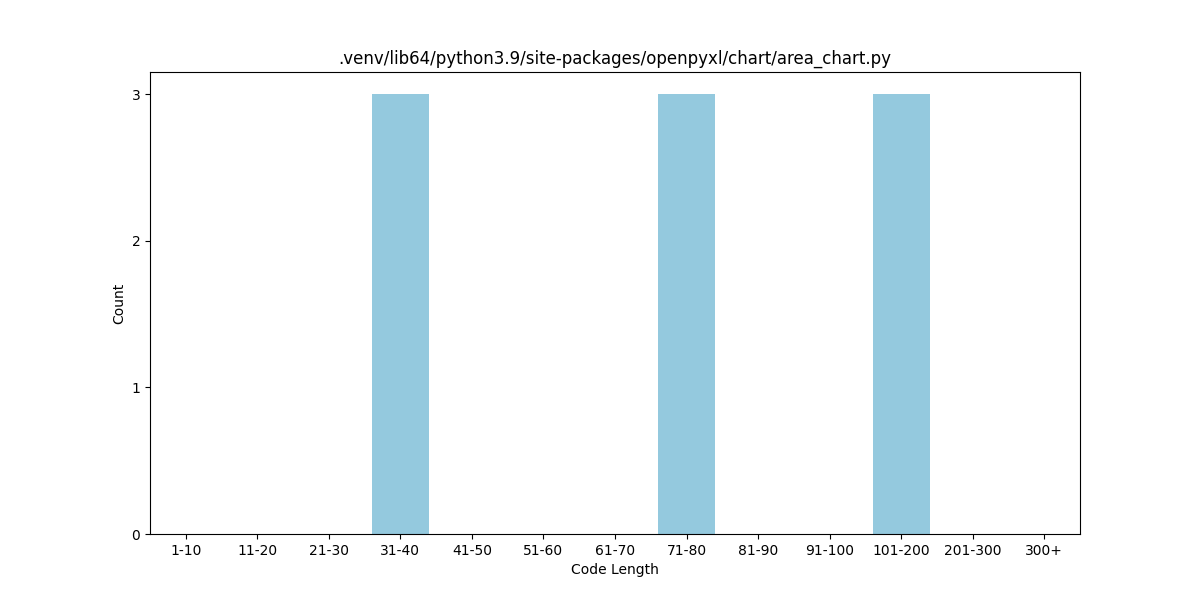 .venv/lib64/python3.9/site-packages/openpyxl/chart/area_chart.py
3
2
1
0
Count
1-10 11-20 21-30 31-40 41-50 51-60 61-70 71-80 81-90 91-100 101-200 201-300 300+
Code Length